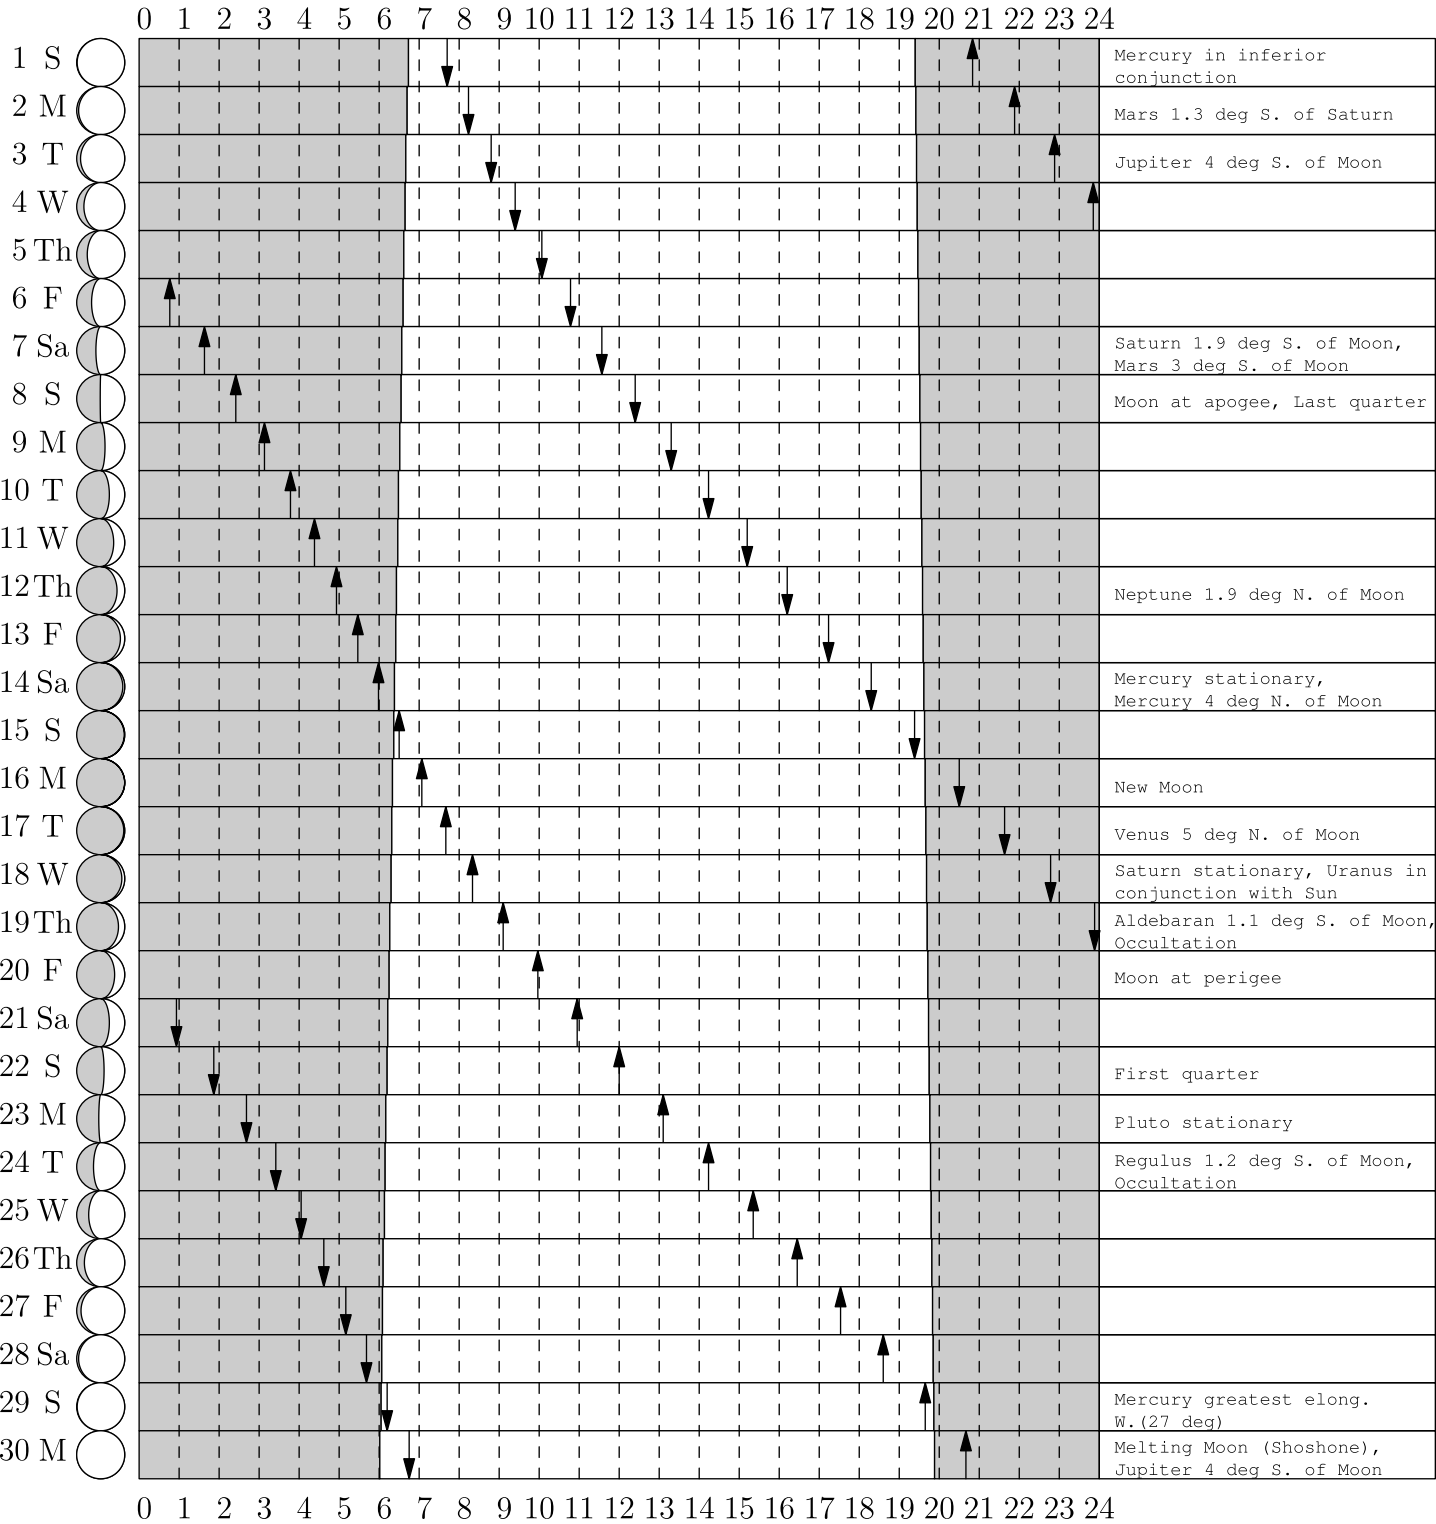 0 1 2 3 4 5 6 7 8 9 10 11 12 13 14 15 16 17 18 19 20 21 22 23 24
1 S Mercury in inferior
conjunction
2 M Mars 1.3 deg S. of Saturn
3 T Jupiter 4 deg S. of Moon
4 W
5 Th
6 F
7 Sa Saturn 1.9 deg S. of Moon,
Mars 3 deg S. of Moon
8 S Moon at apogee, Last quarter
9 M
10 T
11 W
12 Th Neptune 1.9 deg N. of Moon
13 F
14 Sa Mercury stationary,
Mercury 4 deg N. of Moon
15 S
16 M New Moon
17 T Venus 5 deg N. of Moon
18 W Saturn stationary, Uranus in
conjunction with Sun
19 Th Aldebaran 1.1 deg S. of Moon,
Occultation
20 F Moon at perigee
21 Sa
22 S First quarter
23 M Pluto stationary
24 T Regulus 1.2 deg S. of Moon,
Occultation
25 W
26 Th
27 F
28 Sa
29 S Mercury greatest elong.
W.(27 deg)
30 M Melting Moon (Shoshone),
Jupiter 4 deg S. of Moon
0 1 2 3 4 5 6 7 8 9 10 11 12 13 14 15 16 17 18 19 20 21 22 23 24